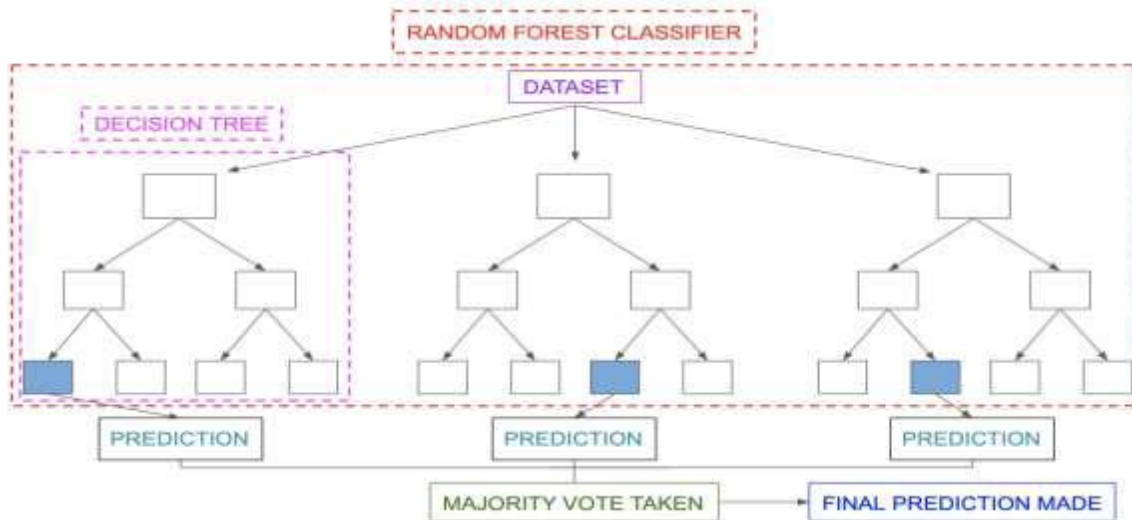 RANDOM FOREST CLASSIFIER
DATASET
DECISION TREE
PREDICTION
PREDICTION
PREDICTION
MAJORITY VOTE TAKEN
FINAL PREDICTION MADE